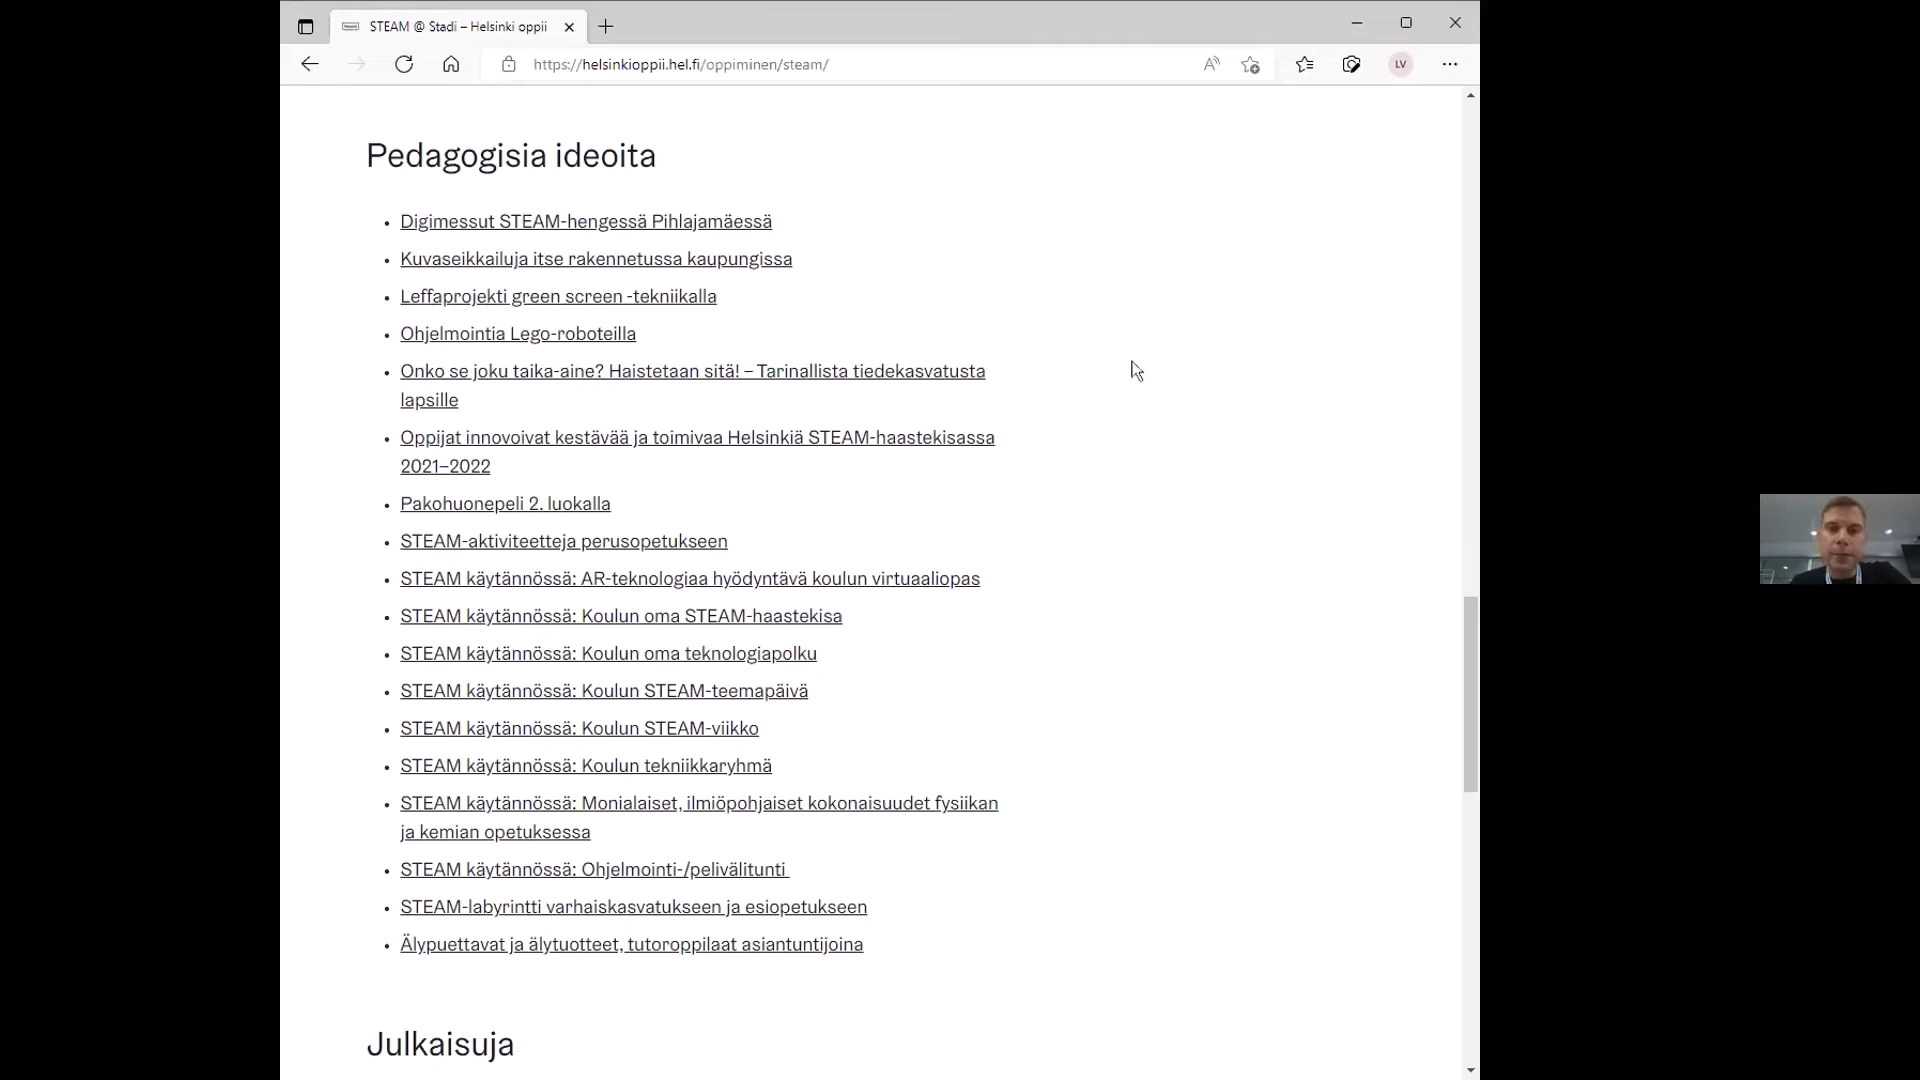 STEAM @ Stadi – Helsinki oppii
https://helsinkioppii.hel.fi/oppiminen/steam/
LV
Pedagogisia ideoita
Digimessut STEAM-hengessä Pihlajamäessä
Kuvaseikkailuja itse rakennetussa kaupungissa
Leffaprojekti green screen -tekniikalla
Ohjelmointia Lego-roboteilla
Onko se joku taika-aine? Haistetaan sitä! – Tarinallista tiedekasvatusta
lapsille
Oppijat innovoivat kestävää ja toimivaa Helsinkiä STEAM-haastekisassa
2021–2022
Pakohuonepeli 2. luokalla
STEAM-aktiviteetteja perusopetukseen
STEAM käytännössä: AR-teknologiaa hyödyntävä koulun virtuaaliopas
STEAM käytännössä: Koulun oma STEAM-haastekisa
STEAM käytännössä: Koulun oma teknologiapolku
STEAM käytännössä: Koulun STEAM-teemapäivä
STEAM käytännössä: Koulun STEAM-viikko
STEAM käytännössä: Koulun tekniikkaryhmä
STEAM käytännössä: Monialaiset, ilmiöpohjaiset kokonaisuudet fysiikan
ja kemian opetuksessa
STEAM käytännössä: Ohjelmointi-/pelivälitunti
STEAM-labyrintti varhaiskasvatukseen ja esiopetukseen
Älypuettavat ja älytuotteet, tutoroppilaat asiantuntijoina
Julkaisuja